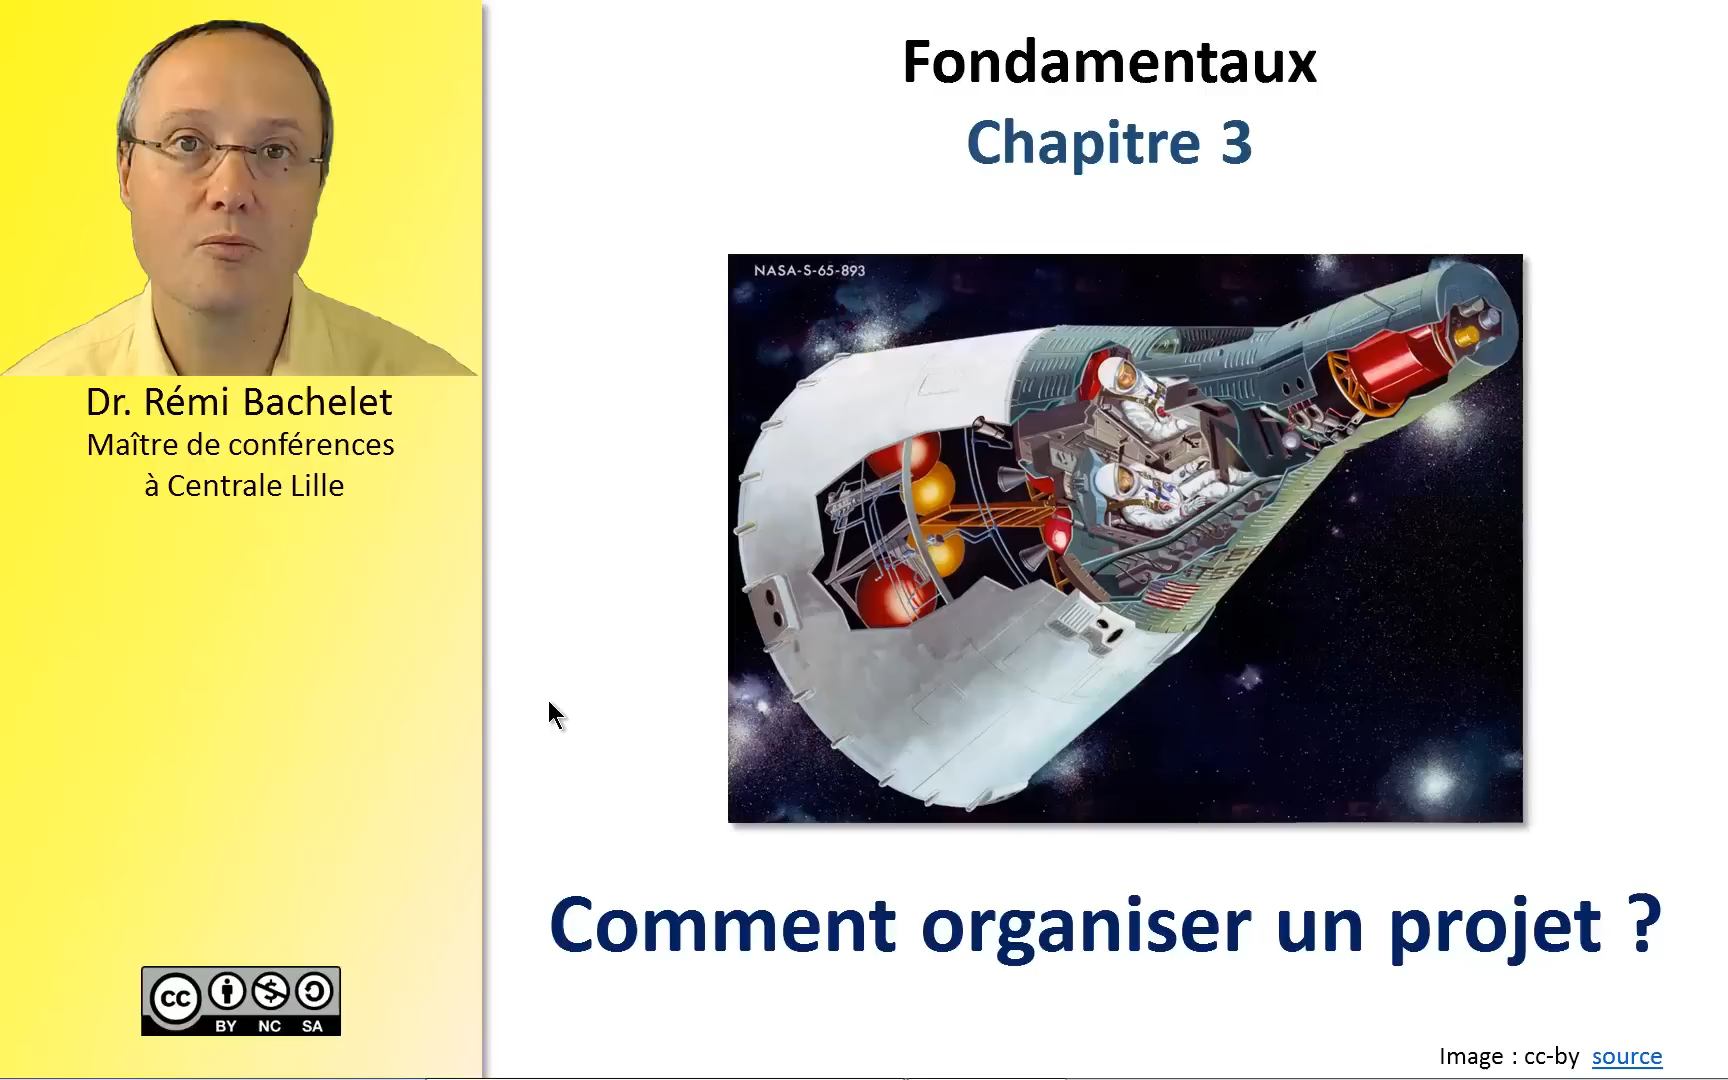 Fondamentaux
Chapitre 3
NASA-S-65-893
Dr. Rémi Bachelet
Maître de conférences
à Centrale Lille
Comment organiser un projet ?
cc
BY NC SA
Image : cc-by source